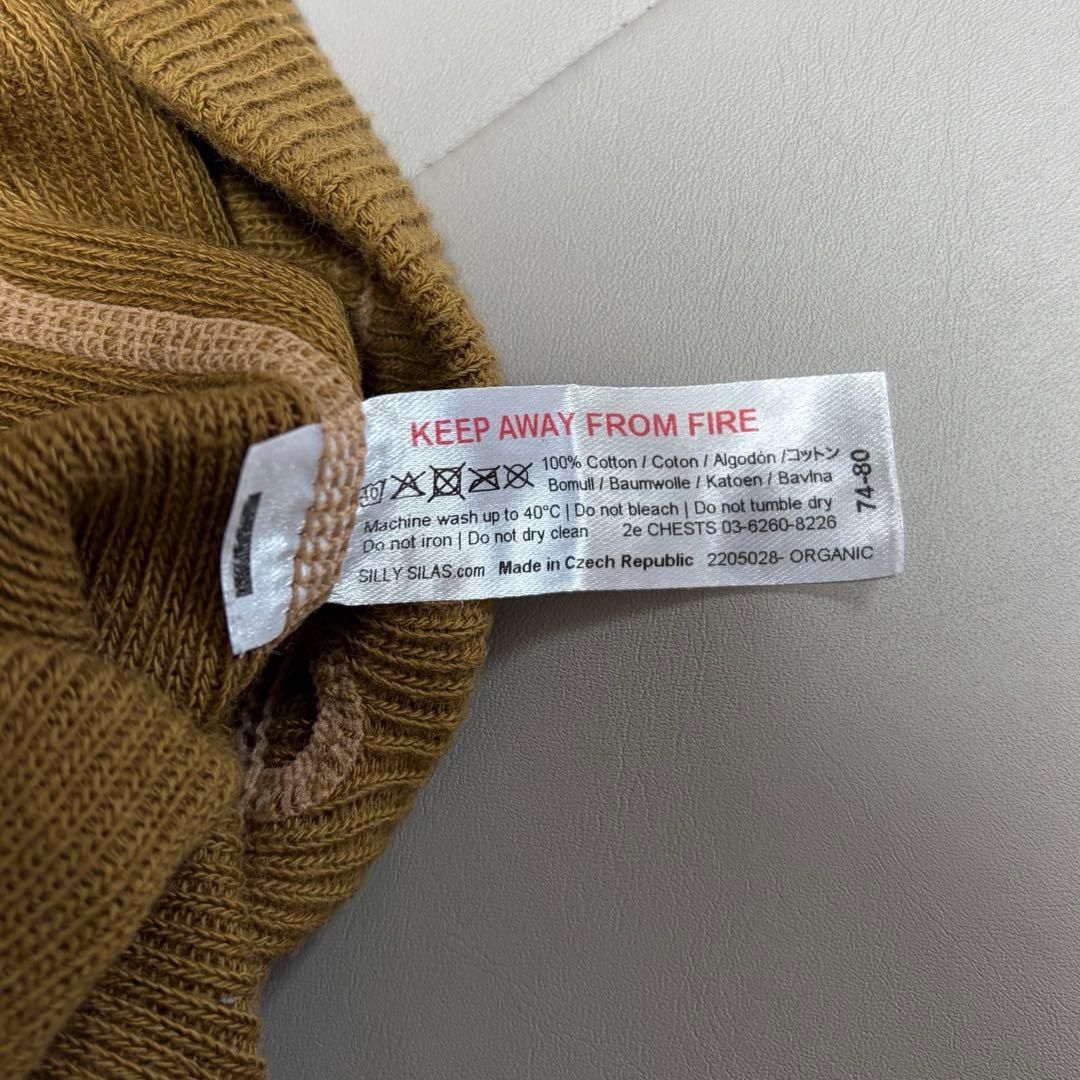 KEEP AWAY FROM FIRE
40
100% Cotton / Coton / Algodón /コットン
Bomull / Baumwolle / Katoen / Bavlna
74-80
Machine wash up to 40°C | Do not bleach | Do not tumble dry
Do not iron | Do not dry clean 2e CHESTS 03-6260-8226
SILLY SILAS.com Made in Czech Republic 2205028- ORGANIC